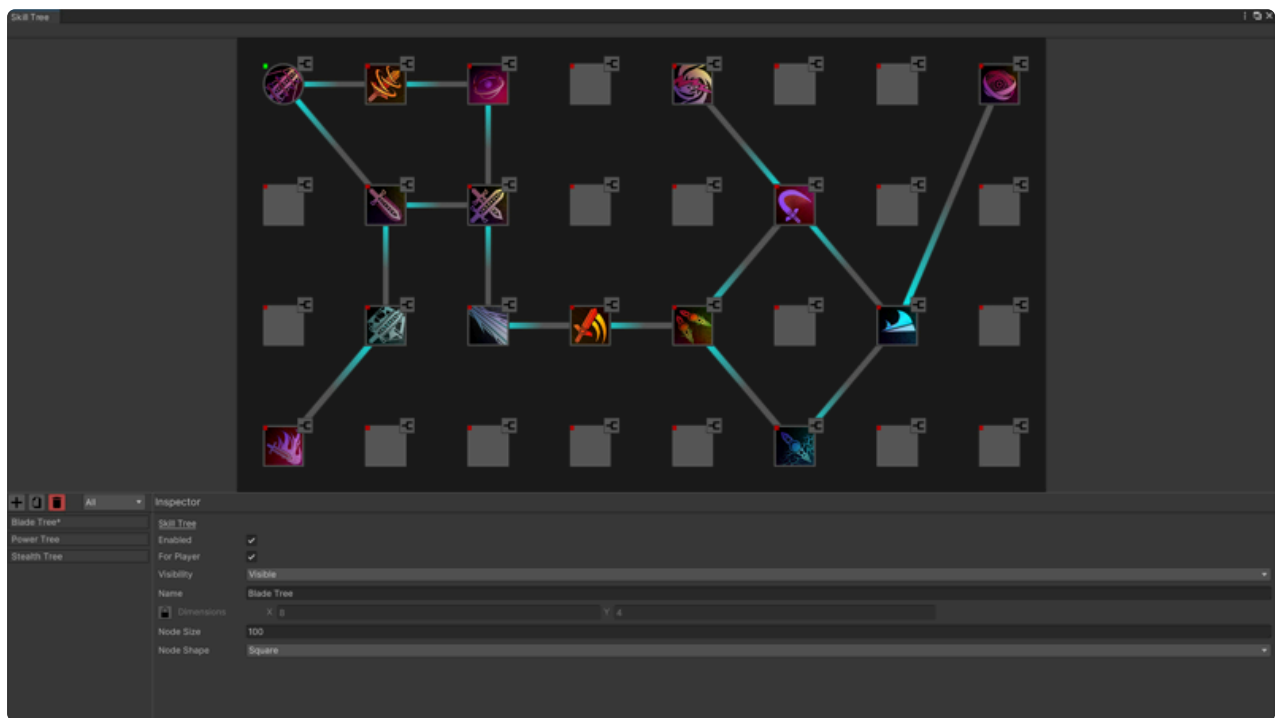 Skill Tree
All
Inspector
Blade Tree*
Power Tree
Stealth Tree
Skill Tree
Enabled
For Player
Visibility
Visible
Name
Blade Tree
Dimensions
X 8
Y 4
Node Size
100
Node Shape
Square